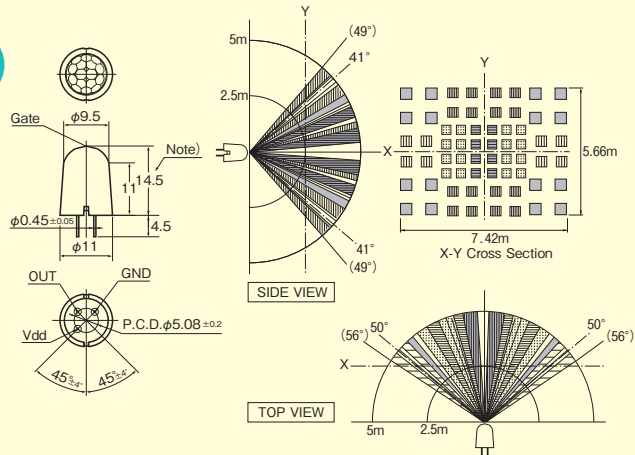 φ9.5
Gate
Note)
11
14.5
φ0.45±0.05
4.5
φ11
OUT
GND
Vdd
P.C.D.φ5.08±0.2
45°±4°
45°±4°
Y
5m
2.5m
(49°)
41°
41°
(49°)
SIDE VIEW
Y
X
5.66m
7.42m
X-Y Cross Section
50°
(56°)
50°
(56°)
X
TOP VIEW
5m
2.5m